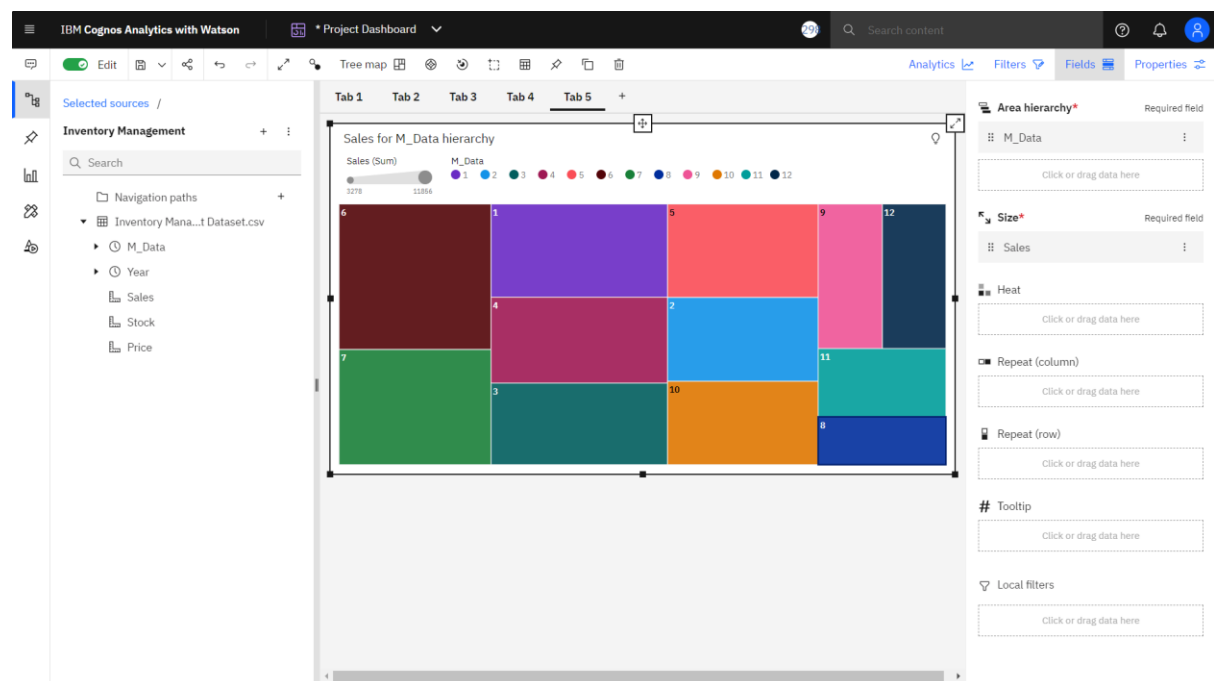 IBM Cognos Analytics with Watson
* Project Dashboard
Search content
Edit
Tree map
Analytics
Filters
Fields
Properties
Selected sources /
Inventory Management
Search
Navigation paths
Inventory Mana...t Dataset.csv
M_Data
Year
Sales
Stock
Price
Tab 1 Tab 2 Tab 3 Tab 4 Tab 5 +
Sales for M_Data hierarchy
Sales (Sum)
3278 11856
M_Data
1 2 3 4 5 6 7 8 9 10 11 12
6 1 5 9 12
4 2
7 11
3 10
8
Area hierarchy* Required field
M_Data
Click or drag data here
Size* Required field
Sales
Heat
Click or drag data here
Repeat (column)
Click or drag data here
Repeat (row)
Click or drag data here
# Tooltip
Click or drag data here
Local filters
Click or drag data here